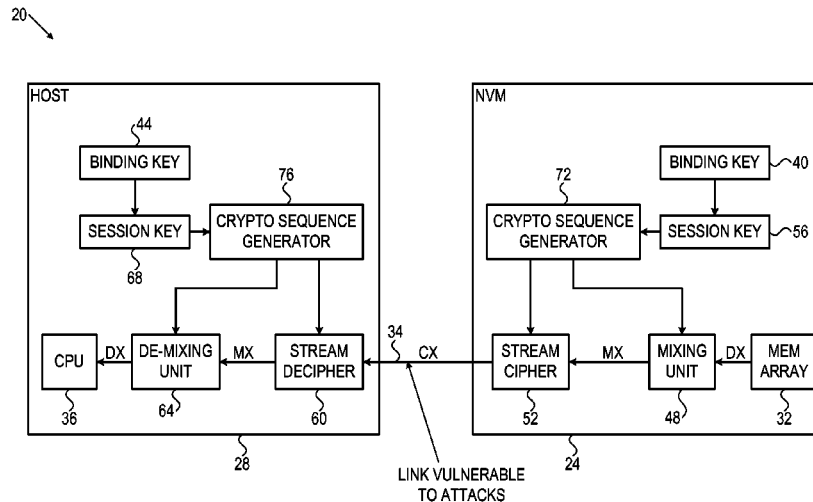 20
HOST
NVM
44
BINDING KEY
76
CRYPTO SEQUENCE
GENERATOR
SESSION KEY
68
72
CRYPTO SEQUENCE
GENERATOR
BINDING KEY
40
SESSION KEY
56
CPU
36
DX
DE-MIXING
UNIT
64
MX
STREAM
DECIPHER
60
34
CX
STREAM
CIPHER
52
MX
MIXING
UNIT
48
DX
MEM
ARRAY
32
28
24
LINK VULNERABLE
TO ATTACKS